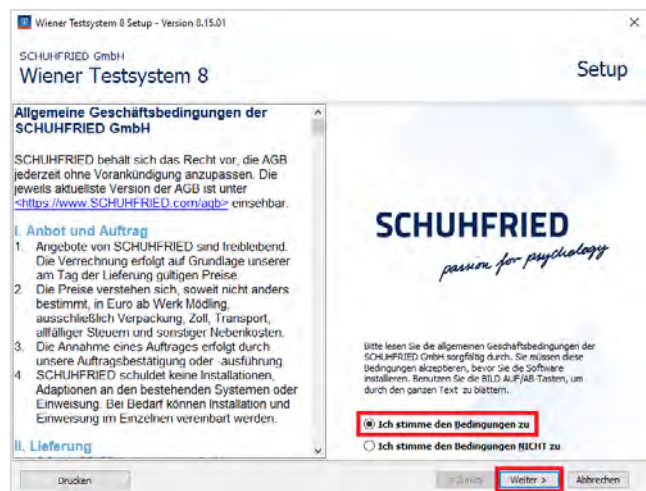 Wiener Testsystem 8 Setup - Version 8.15.01
SCHUHFRIED GmbH
Wiener Testsystem 8
Setup
Allgemeine Geschäftsbedingungen der
SCHUHFRIED GmbH
SCHUHFRIED behält sich das Recht vor, die AGB
jederzeit ohne Vorankündigung anzupassen. Die
jeweils aktuellste Version der AGB ist unter
<https://www.SCHUHFRIED.com/agb> einsehbar.
I. Anbot und Auftrag
1. Angebote von SCHUHFRIED sind freibleibend.
Die Verrechnung erfolgt auf Grundlage unserer
am Tag der Lieferung gültigen Preise.
2. Die Preise verstehen sich, soweit nicht anders
bestimmt, in Euro ab Werk Mödling,
ausschließlich Verpackung, Zoll, Transport,
allfälliger Steuern und sonstiger Nebenkosten.
3. Die Annahme eines Auftrages erfolgt durch
unsere Auftragsbestätigung oder -ausführung
4. SCHUHFRIED schuldet keine Installationen,
Adaptionen an den bestehenden Systemen oder
Einweisung. Bei Bedarf können Installation und
Einweisung im Einzelnen vereinbart werden.
II. Lieferung
SCHUHFRIED
passion for psychology
Bitte lesen Sie die allgemeinen Geschäftsbedingungen der
SCHUHFRIED GmbH sorgfältig durch. Sie müssen diese
Bedingungen akzeptieren, bevor Sie die Software
installieren. Benutzen Sie die BILD AUF/AB-Tasten, um
durch den ganzen Text zu blättern.
Ich stimme den Bedingungen zu
Ich stimme den Bedingungen NICHT zu
Drucken
< Zurück
Weiter >
Abbrechen